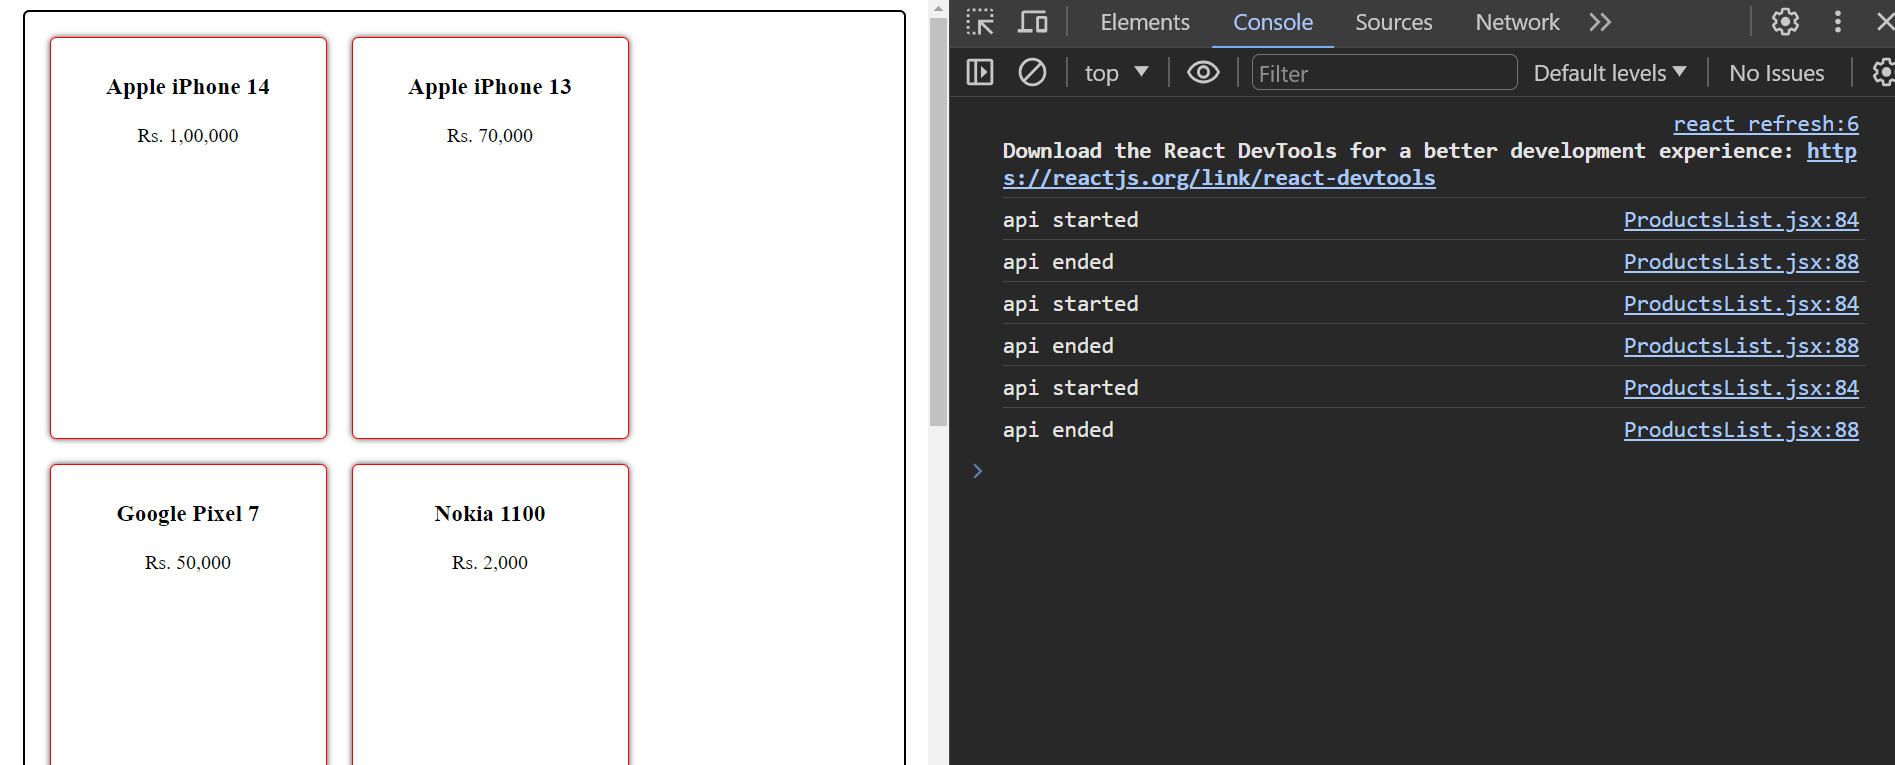 Apple iPhone 14
Rs. 1,00,000
Apple iPhone 13
Rs. 70,000
Google Pixel 7
Rs. 50,000
Nokia 1100
Rs. 2,000
Elements Console Sources Network
top Filter Default levels No Issues
react refresh:6
Download the React DevTools for a better development experience: http
s://reactjs.org/link/react-devtools
api started ProductsList.jsx:84
api ended ProductsList.jsx:88
api started ProductsList.jsx:84
api ended ProductsList.jsx:88
api started ProductsList.jsx:84
api ended ProductsList.jsx:88